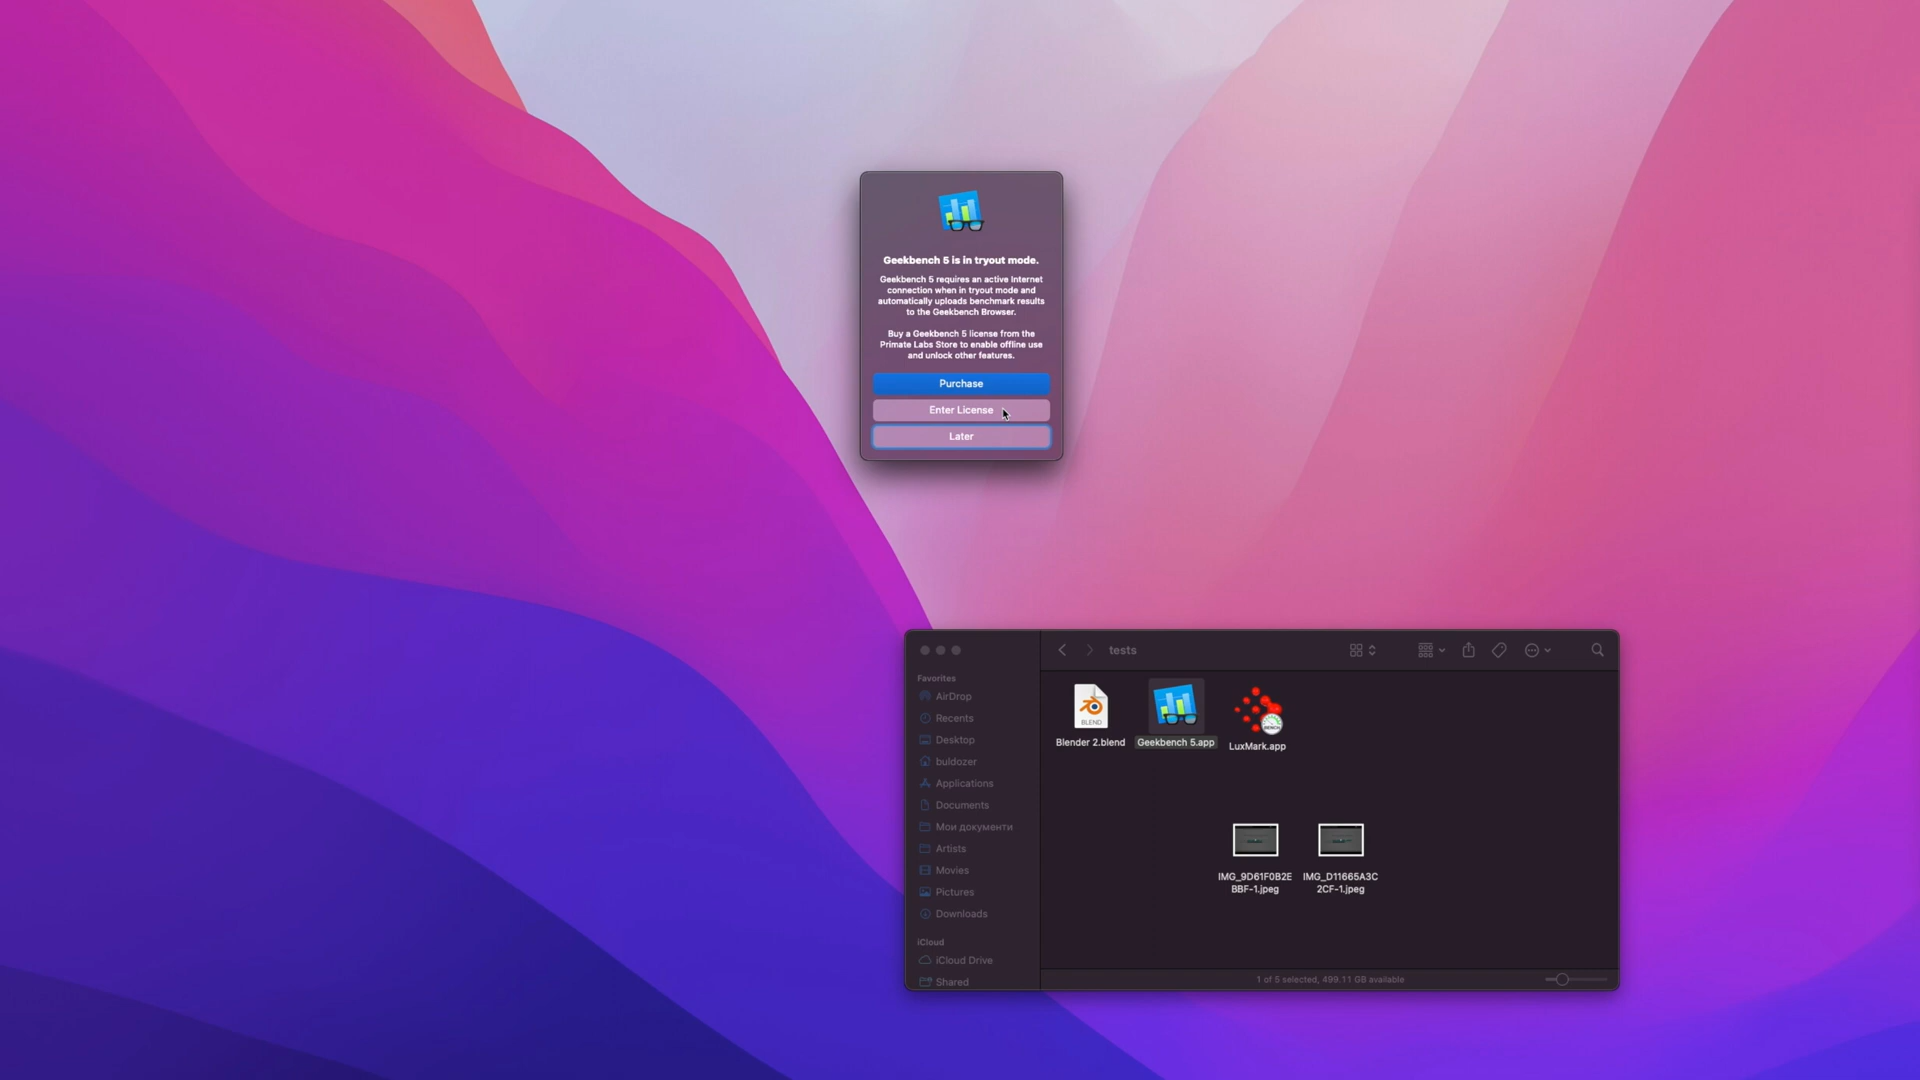 Geekbench 5 is in tryout mode.
Geekbench 5 requires an active Internet
connection when in tryout mode and
automatically uploads benchmark results
to the Geekbench Browser.
Buy a Geekbench 5 license from the
Primate Labs Store to enable offline use
and unlock other features.
Purchase
Enter License
Later
tests
Favorites
AirDrop
Recents
Desktop
buldozer
Applications
Documents
Мои документи
Artists
Movies
Pictures
Downloads
iCloud
iCloud Drive
Shared
BLEND
Blender 2.blend
Geekbench 5.app
BENCH
LuxMark.app
IMG_9D61F0B2E
BBF-1.jpeg
IMG_D11665A3C
2CF-1.jpeg
1 of 5 selected, 499.11 GB available